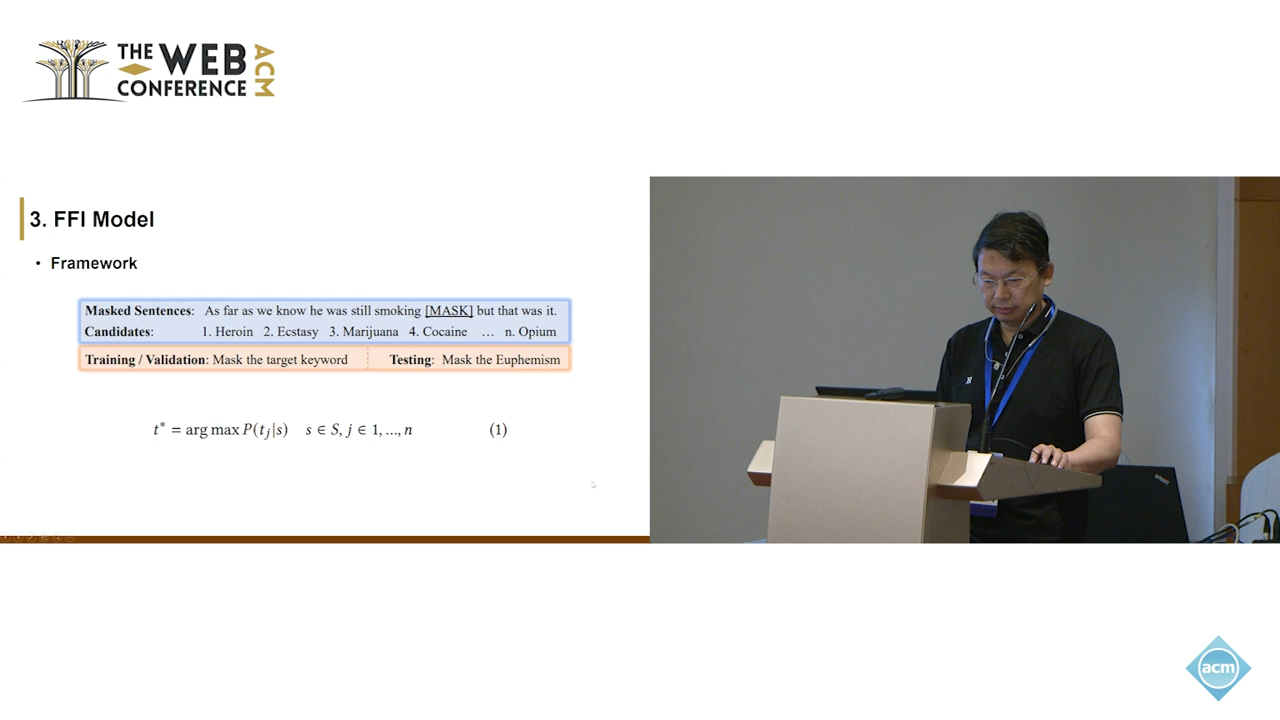 THE WEB
CONFERENCE
ACM
3. FFI Model
• Framework
Masked Sentences: As far as we know he was still smoking [MASK] but that was it.
Candidates: 1. Heroin 2. Ecstasy 3. Marijuana 4. Cocaine … n. Opium
Training / Validation: Mask the target keyword Testing: Mask the Euphemism
t* = arg max P(tj|s) s ∈ S, j ∈ 1, ..., n (1)
acm